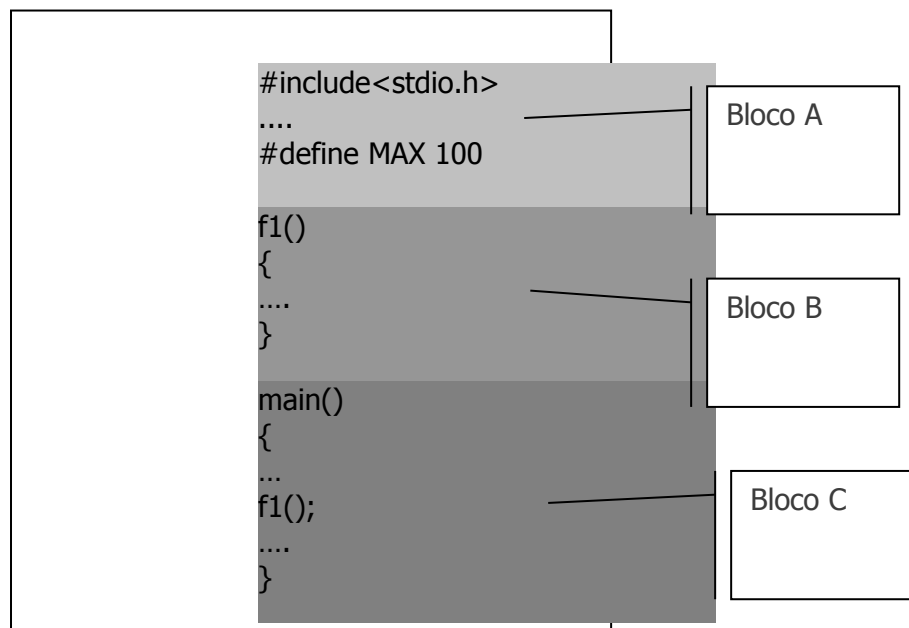 #include<stdio.h>
....
#define MAX 100
Bloco A
f1()
{
....
}
Bloco B
main()
{
...
f1();
....
}
Bloco C